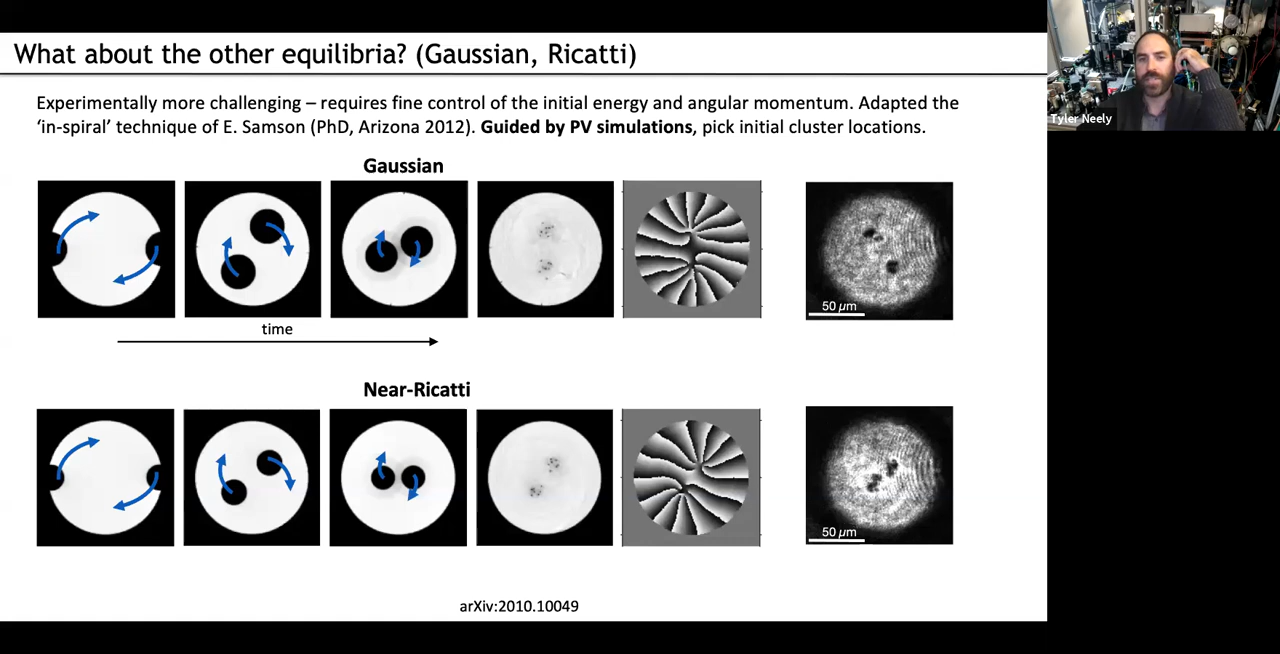 What about the other equilibria? (Gaussian, Ricatti)
Experimentally more challenging – requires fine control of the initial energy and angular momentum. Adapted the
‘in-spiral’ technique of E. Samson (PhD, Arizona 2012). Guided by PV simulations, pick initial cluster locations.
Gaussian
50 µm
time
Near-Ricatti
50 µm
arXiv:2010.10049
Tyler Neely